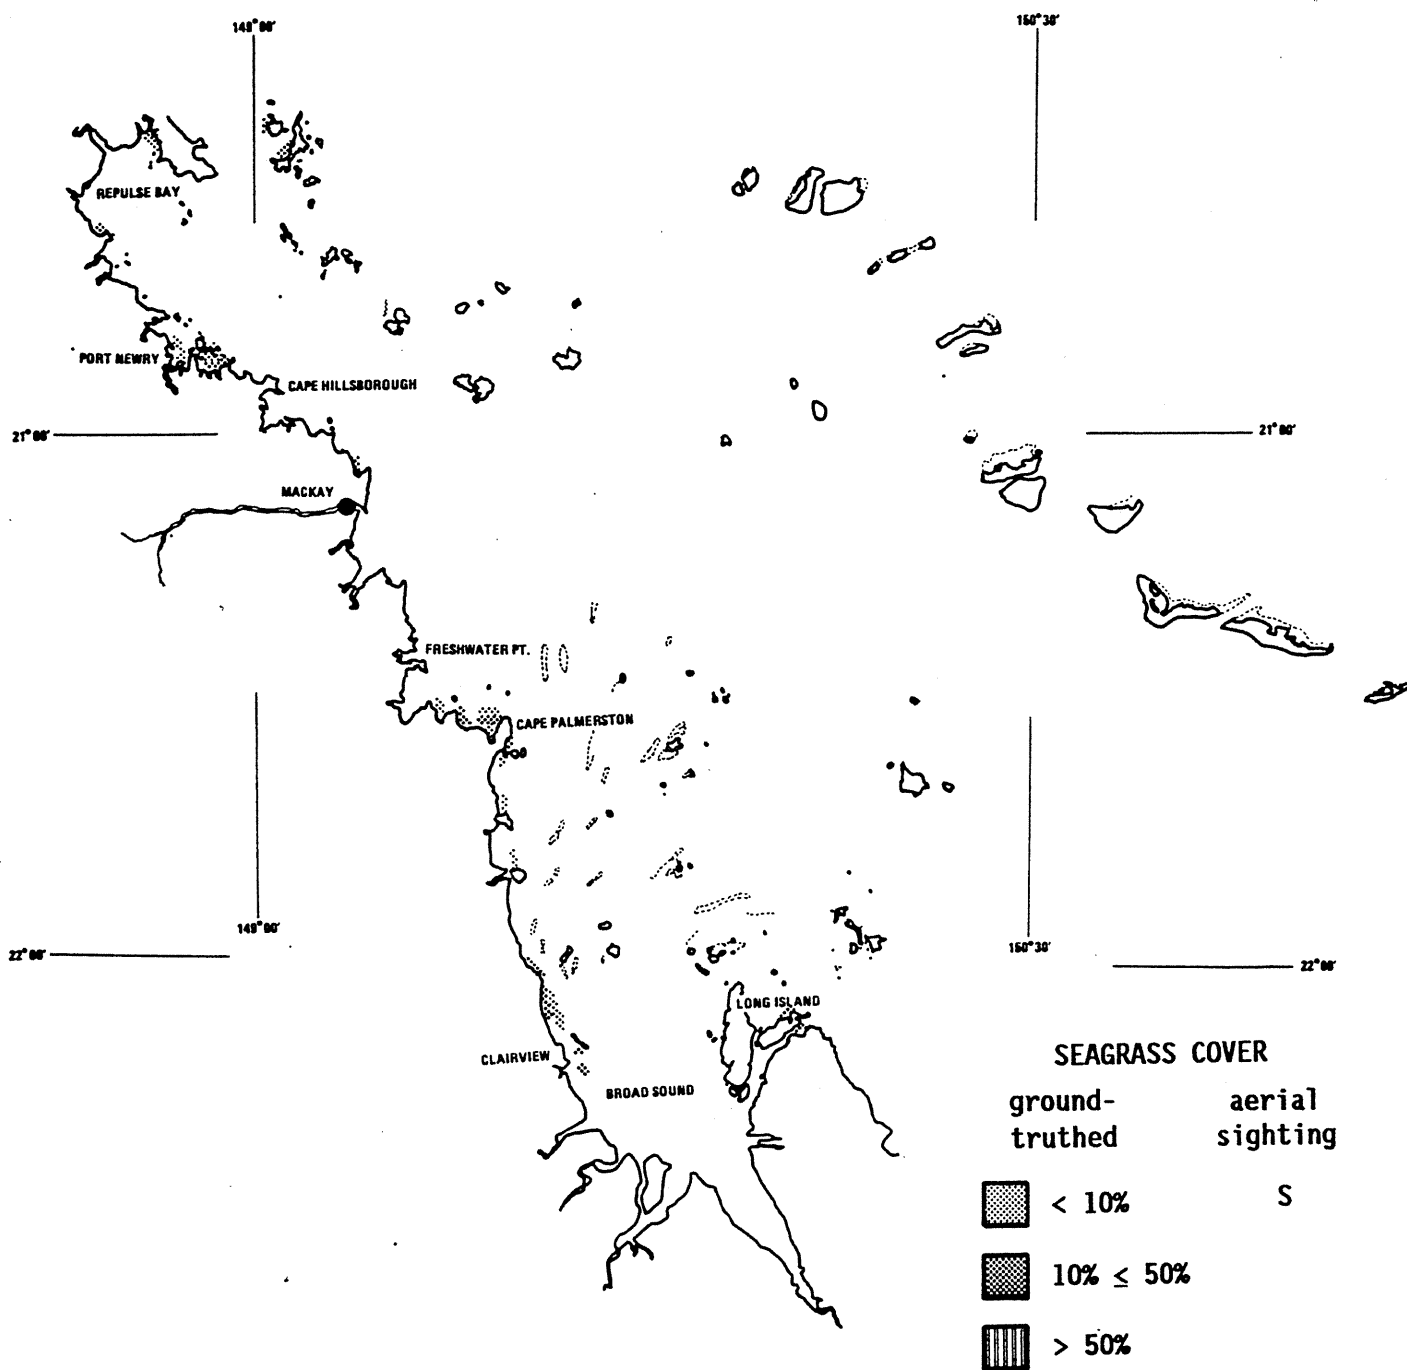 149°00'
150°30'
REPULSE BAY
PORT NEWRY
CAPE HILLSBOROUGH
21°00'
21°00'
MACKAY
FRESHWATER PT.
CAPE PALMERSTON
149°00'
150°30'
22°00'
22°00'
LONG ISLAND
CLAIRVIEW
BROAD SOUND
SEAGRASS COVER
ground-
truthed
aerial
sighting
< 10%
S
10% ≤ 50%
> 50%